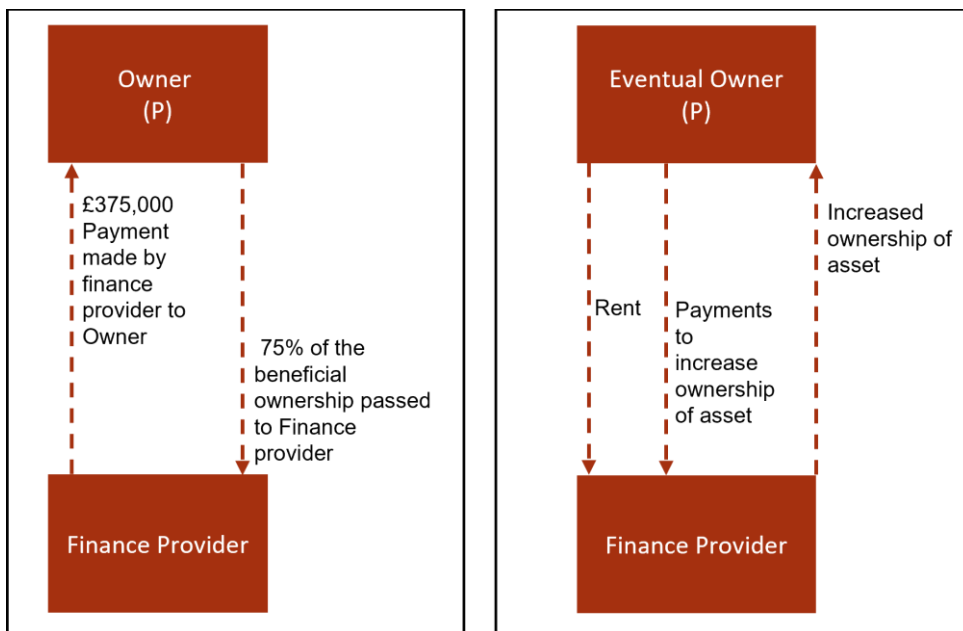 Owner
(P)
£375,000
Payment
made by
finance
provider to
Owner
75% of the
beneficial
ownership passed
to Finance
provider
Finance Provider
Eventual Owner
(P)
Rent
Payments
to
increase
ownership
of asset
Increased
ownership of
asset
Finance Provider